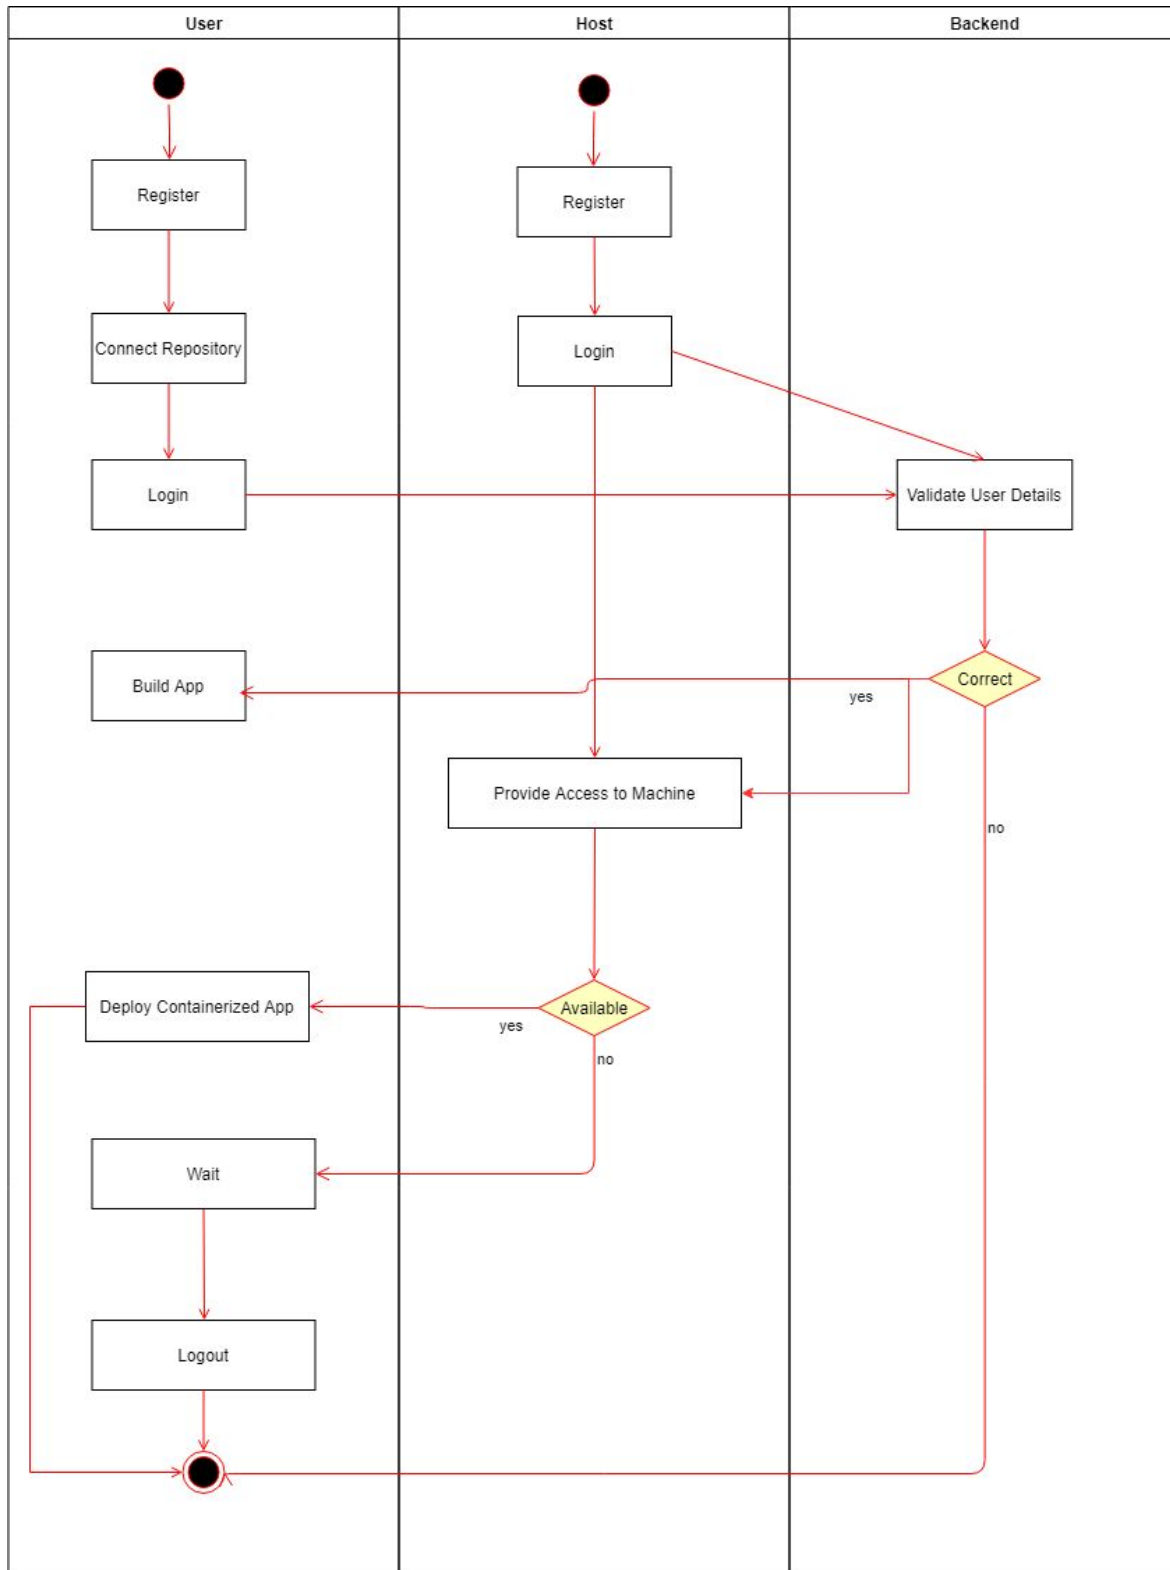 User
Host
Backend
Register
Register
Connect Repository
Login
Login
Validate User Details
Build App
Correct
yes
Provide Access to Machine
no
Deploy Containerized App
Available
yes
no
Wait
Logout